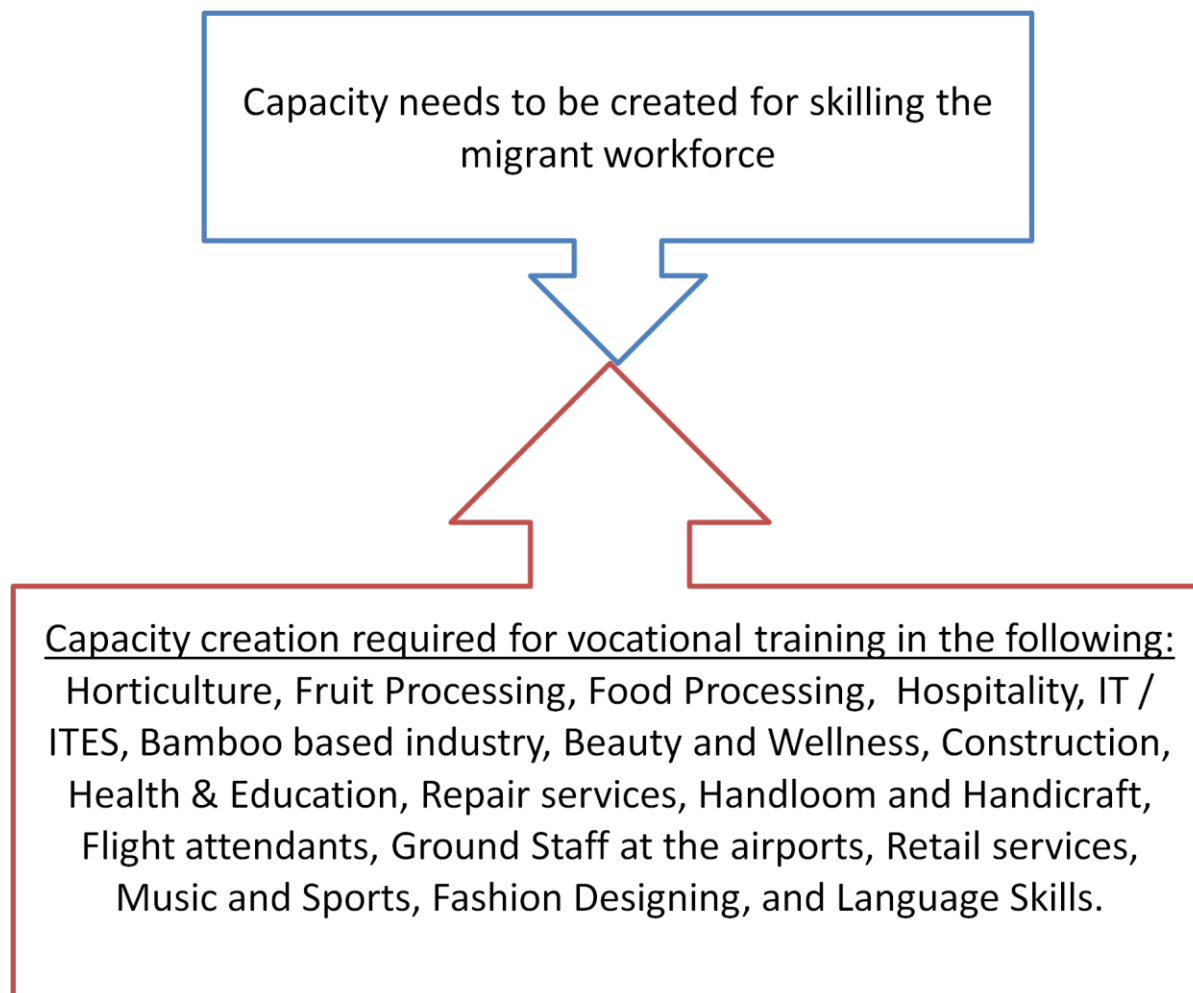 Capacity needs to be created for skilling the
migrant workforce
Capacity creation required for vocational training in the following:
Horticulture, Fruit Processing, Food Processing,  Hospitality, IT /
ITES, Bamboo based industry, Beauty and Wellness, Construction,
Health & Education, Repair services, Handloom and Handicraft,
Flight attendants, Ground Staff at the airports, Retail services,
Music and Sports, Fashion Designing, and Language Skills.